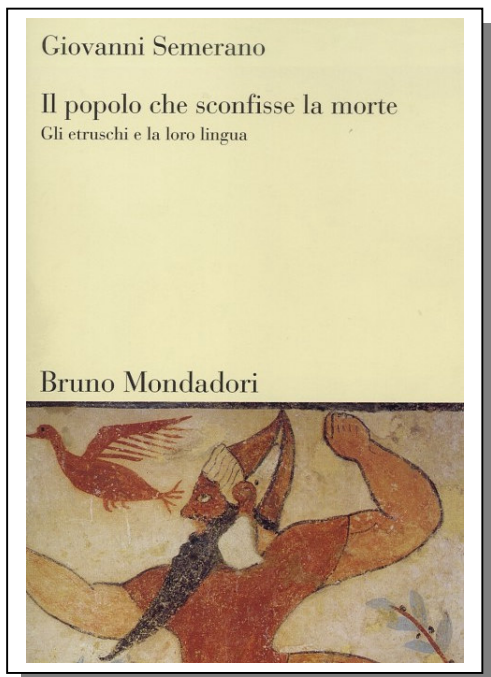 Giovanni Semerano
Il popolo che sconfisse la morte
Gli etruschi e la loro lingua
Bruno Mondadori